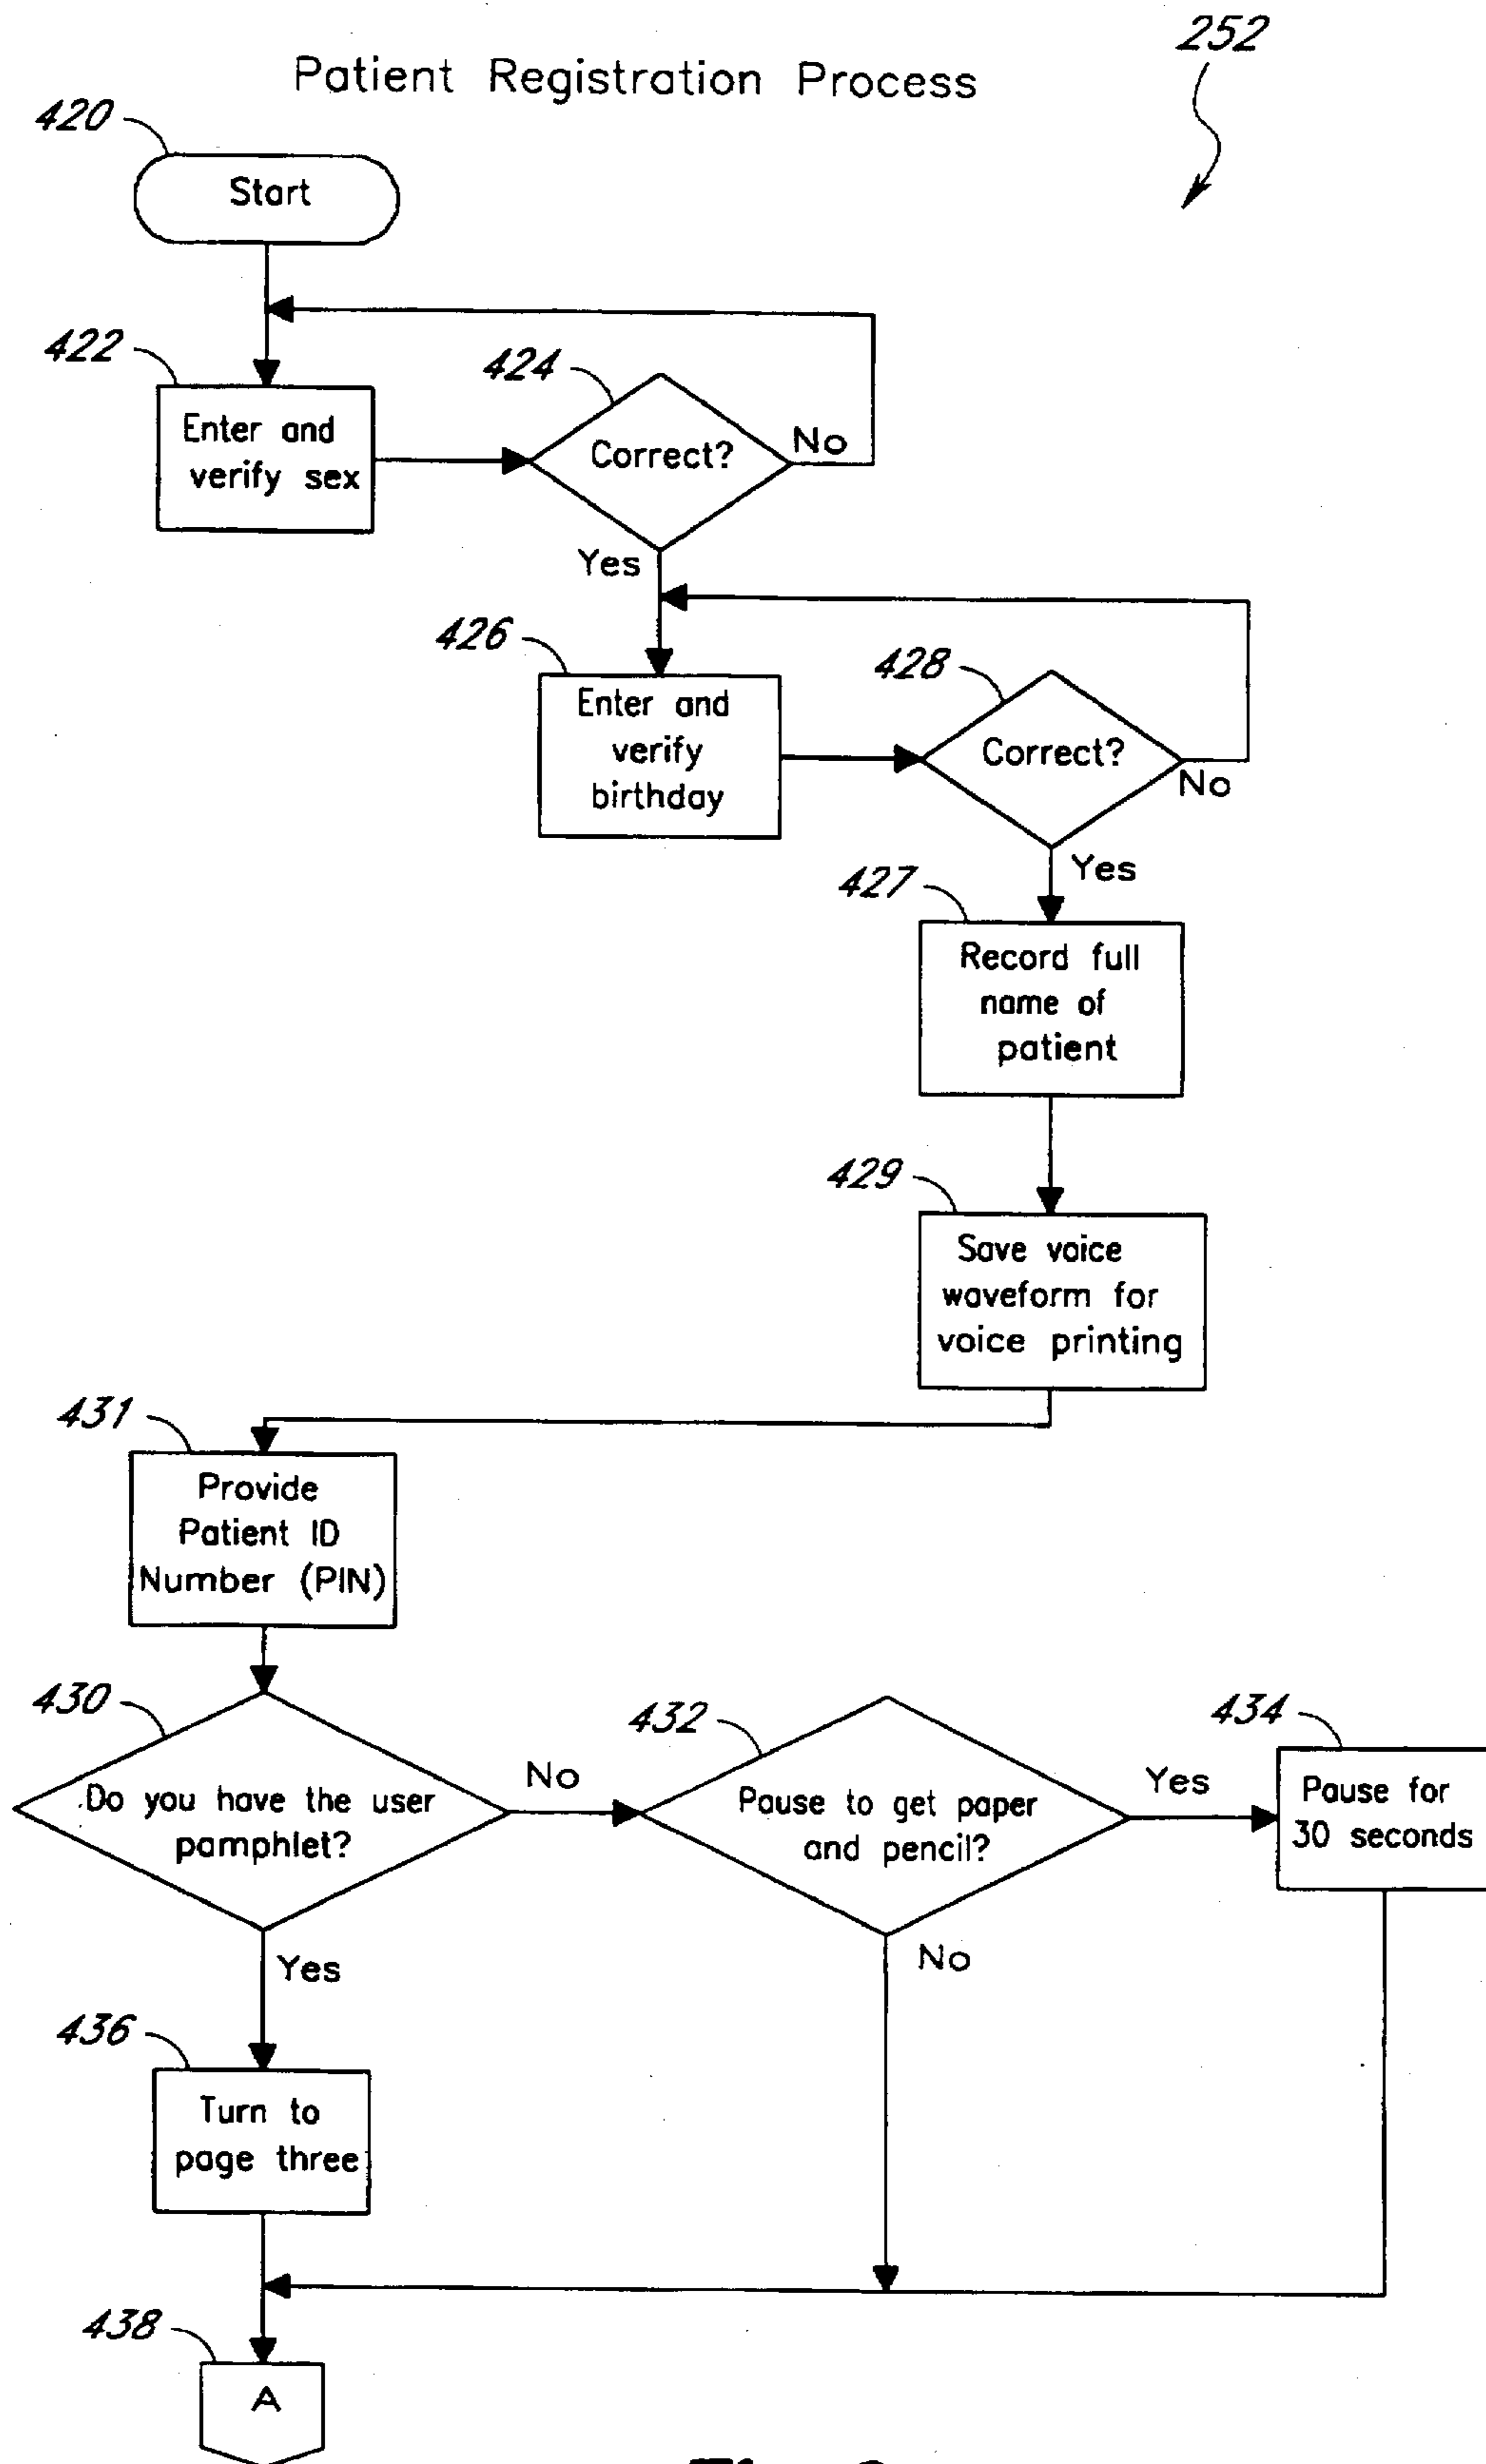 252
Patient Registration Process
420
Start
422
Enter and
verify sex
424
Correct?
No
Yes
426
Enter and
verify
birthday
428
Correct?
No
Yes
427
Record full
name of
patient
429
Save voice
waveform for
voice printing
431
Provide
Patient ID
Number (PIN)
430
Do you have the user
pamphlet?
No
432
Pause to get paper
and pencil?
Yes
434
Pause for
30 seconds
Yes
No
436
Turn to
page three
438
A